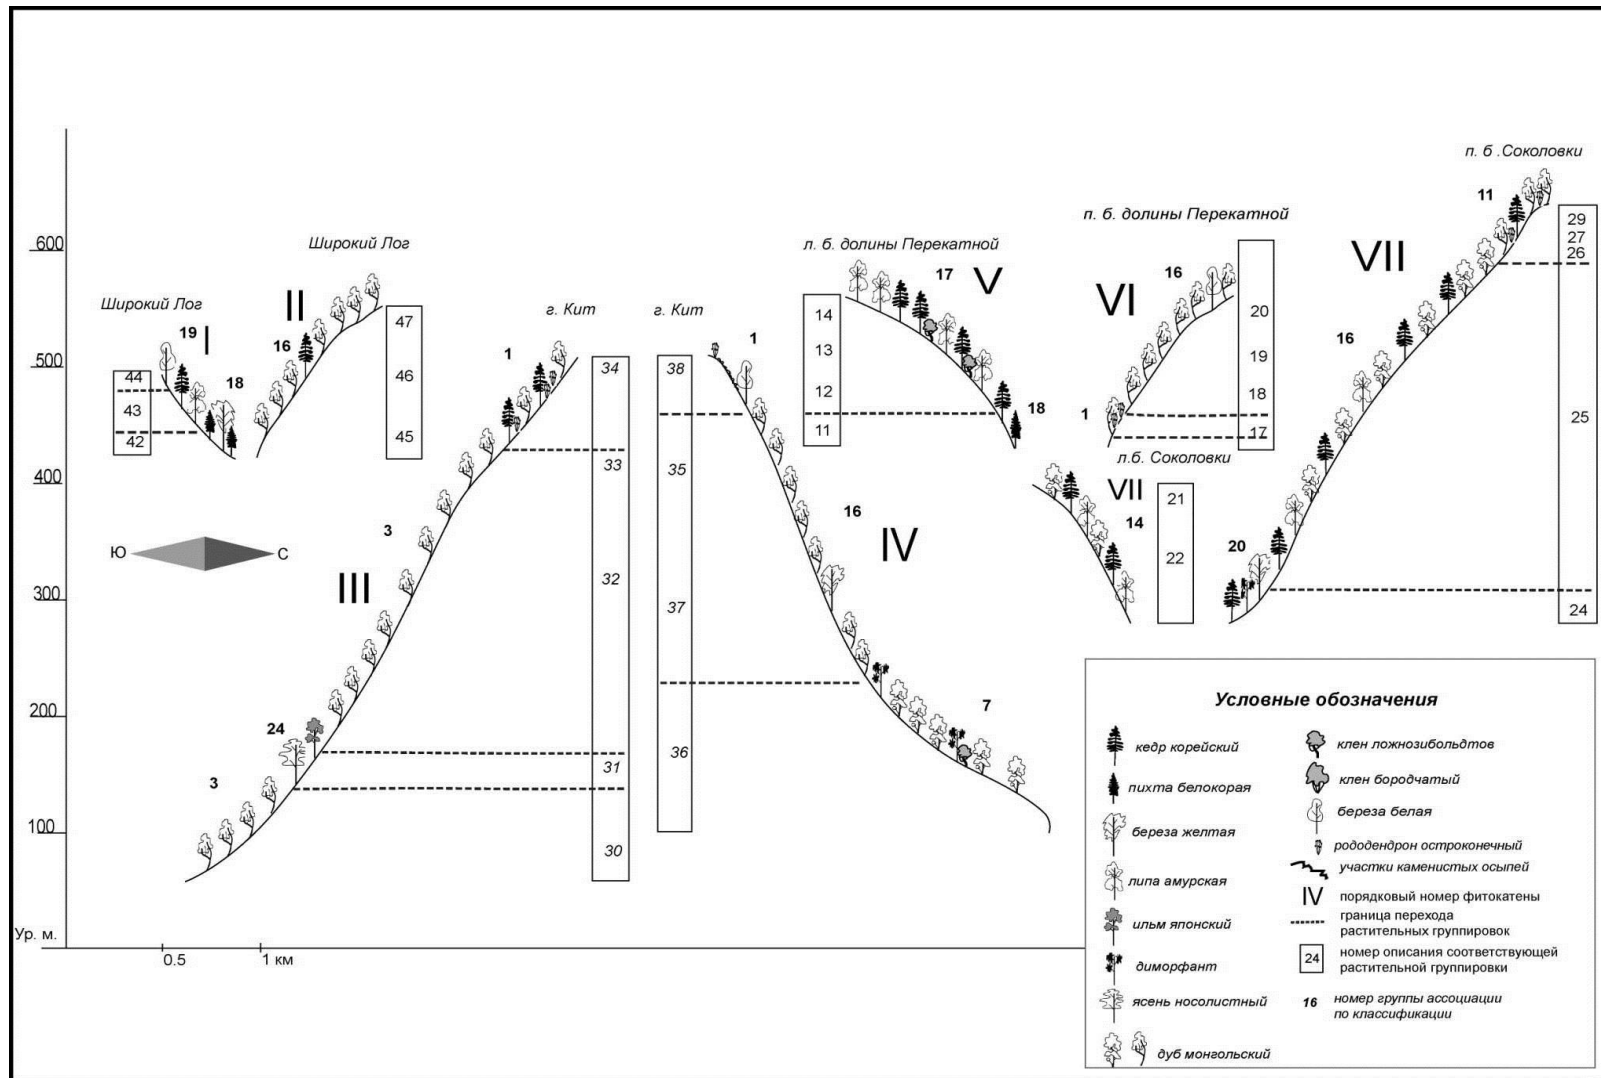 п. б .Соколовки
11
29
27
26
VII
16
25
20
24
п. б. долины Перекатной
16
VI
20
19
18
17
1
л. б. долины Перекатной
17
V
14
13
12
11
18
л.б. Соколовки
VII
14
21
22
Широкий Лог
II
16
47
46
45
Широкий Лог
19
I
18
44
43
42
г. Кит
1
34
33
3
32
III
24
31
3
30
г. Кит
1
38
35
16
IV
37
7
36
600
500
400
300
200
100
Ур. м.
0.5
1 км
Ю
С
Условные обозначения
кедр корейский
пихта белокорая
береза желтая
липа амурская
ильм японский
диморфант
ясень носолистный
дуб монгольский
клен ложнозибольдтов
клен бородчатый
береза белая
рододендрон остроконечный
участки каменистых осыпей
IV порядковый номер фитокатены
граница перехода
растительных группировок
24 номер описания соответствующей
растительной группировки
16 номер группы ассоциации
по классификации